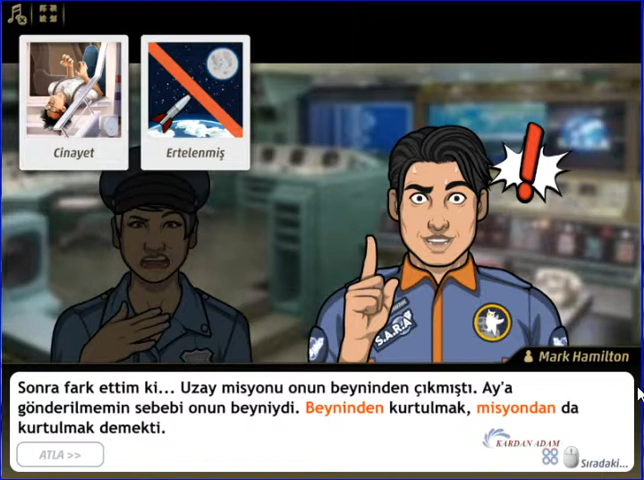 Cinayet
Ertelenmiş
S.A.R.A
Mark Hamilton
Sonra fark ettim ki... Uzay misyonu onun beyninden çıkmıştı. Ay'a
gönderilmemin sebebi onun beyniydi. Beyninden kurtulmak, misyondan da
kurtulmak demekti.
KARDAN ADAM
ATLA >>
Sıradaki...